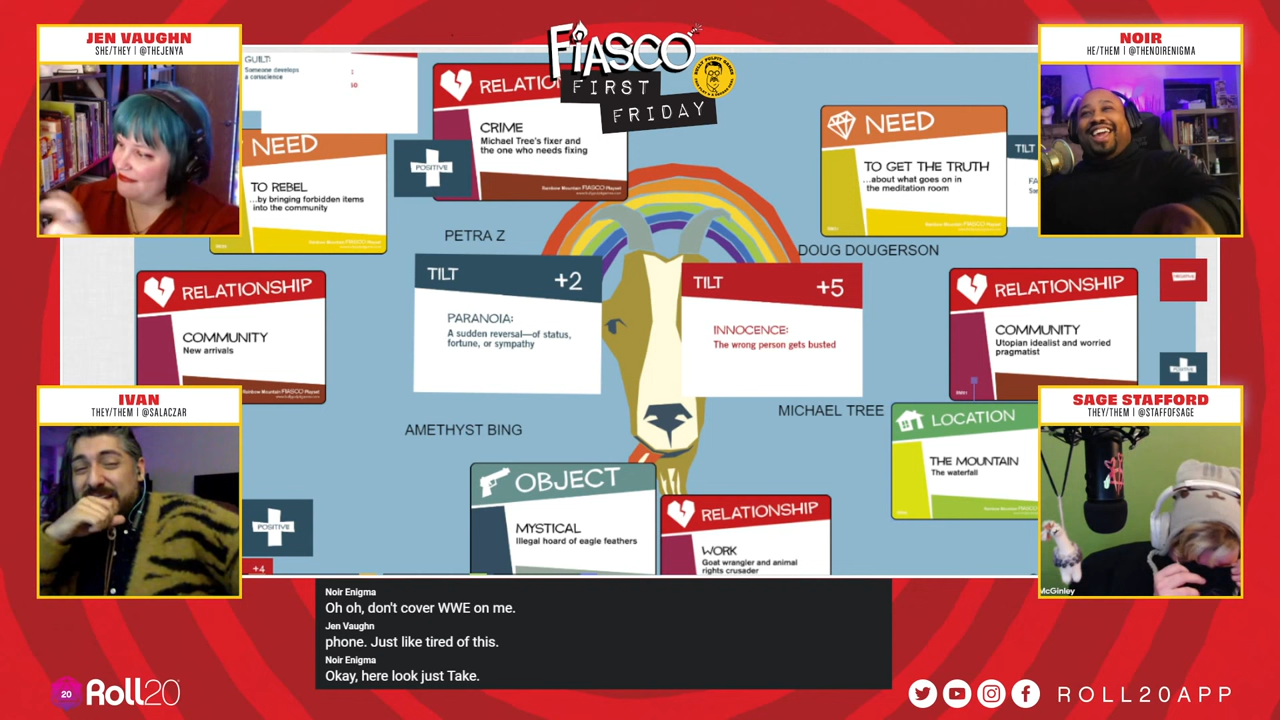 JEN VAUGHN
SHE/THEY | @THEJENYA
FIASCO
FIRST
FRIDAY
NOIR
HE/THEM | @THENOIRENIGMA
GUILT:
Someone develops
a conscience
RELATIO
CRIME
Michael Tree's fixer and
the one who needs fixing
Rainbow Mountain FIASCO Playset
POSITIVE
NEED
TO REBEL
...by bringing forbidden items
into the community
NEED
TO GET THE TRUTH
...about what goes on in
the meditation room
TILT
PETRA Z
DOUG DOUGERSON
TILT +2
PARANOIA:
A sudden reversal—of status,
fortune, or sympathy
TILT +5
INNOCENCE:
The wrong person gets busted
RELATIONSHIP
COMMUNITY
New arrivals
Rainbow Mountain FIASCO Playset
RELATIONSHIP
COMMUNITY
Utopian idealist and worried
pragmatist
Rainbow Mountain FIASCO Playset
NEGATIVE
IVAN
THEY/THEM | @SALACZAR
SAGE STAFFORD
THEY/THEM | @STAFFOFSAGE
MICHAEL TREE
AMETHYST BING
LOCATION
THE MOUNTAIN
The waterfall
OBJECT
MYSTICAL
Illegal hoard of eagle feathers
RELATIONSHIP
WORK
Goat wrangler and animal
rights crusader
POSITIVE
+4
McGinley
Noir Enigma
Oh oh, don't cover WWE on me.
Jen Vaughn
phone. Just like tired of this.
Noir Enigma
Okay, here look just Take.
20 Roll20
ROLL20APP